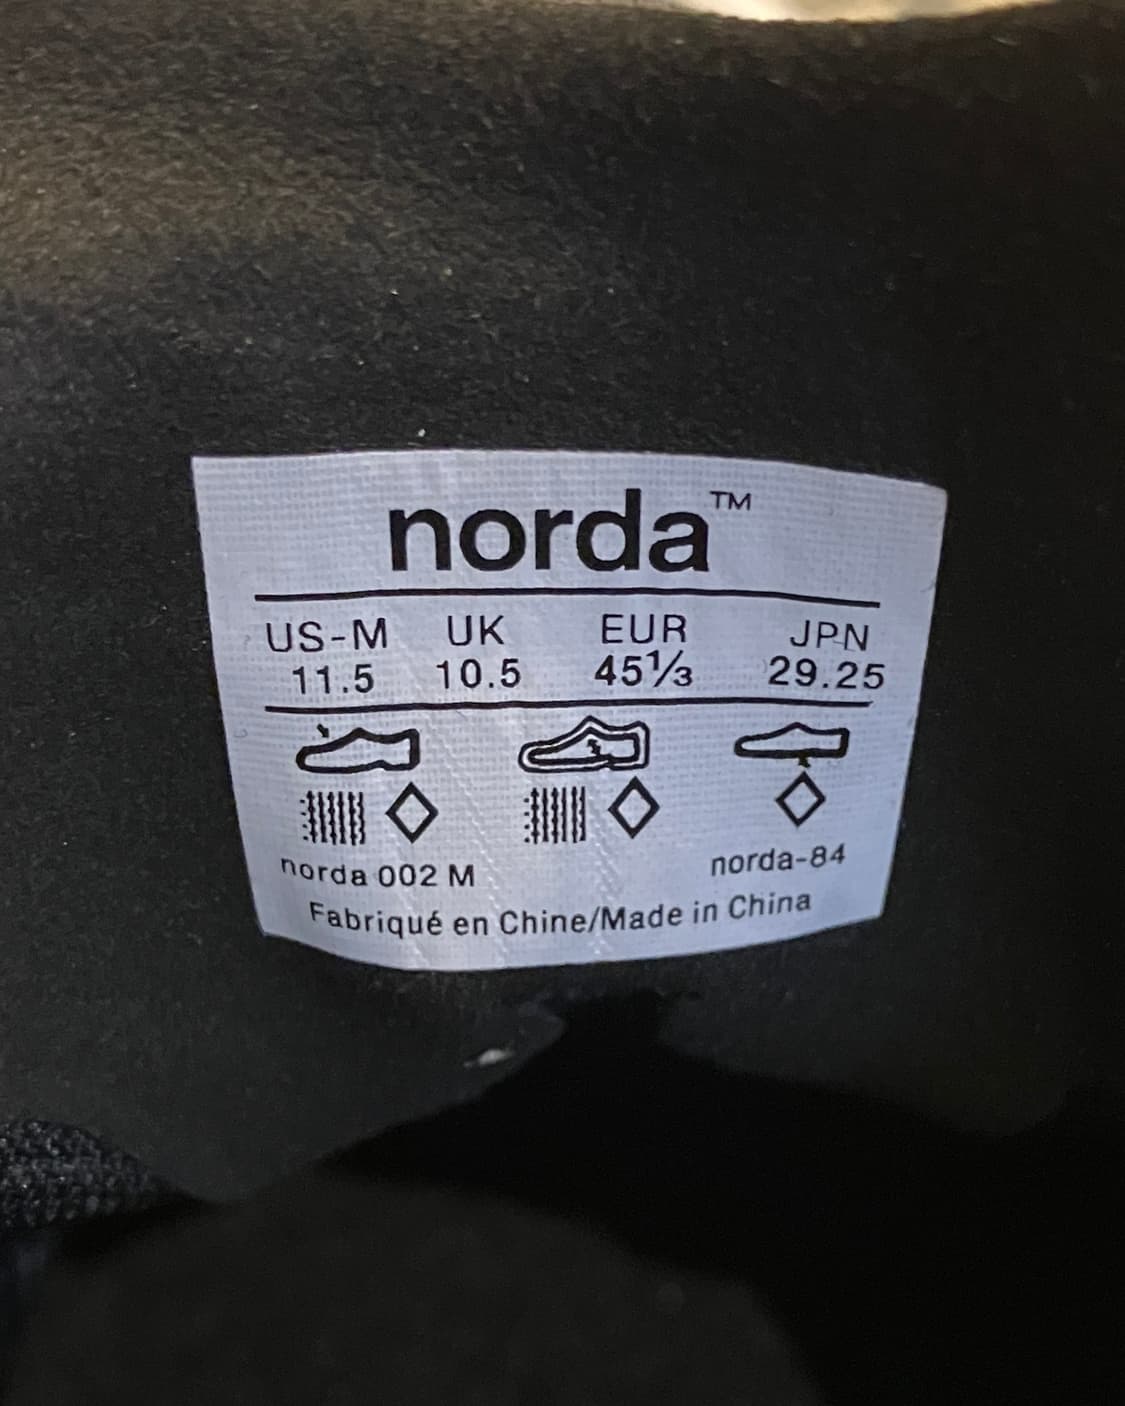 norda™
US-M UK EUR JPN
11.5 10.5 45⅓ 29.25
norda 002 M norda-84
Fabriqué en Chine/Made in China